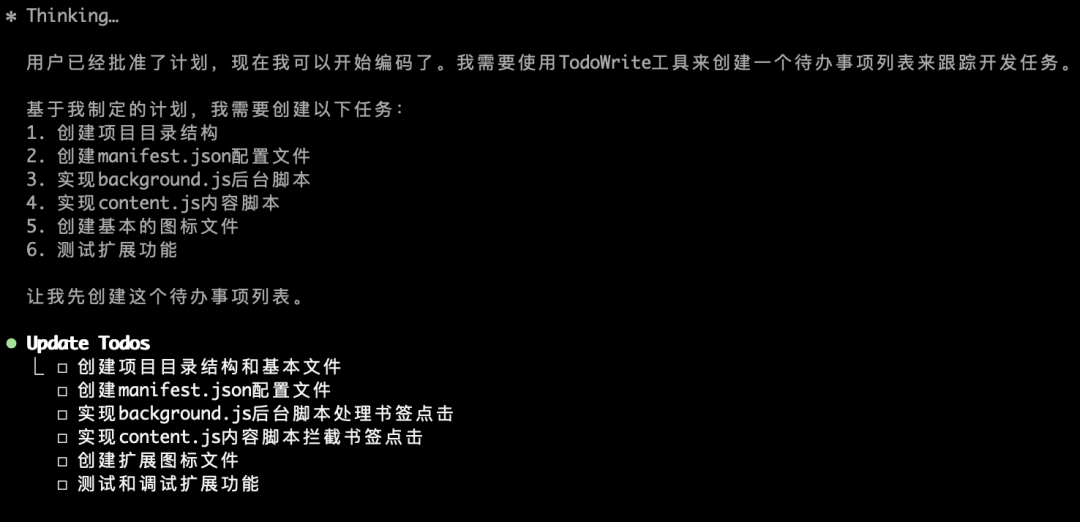 * Thinking…
用户已经批准了计划，现在我可以开始编码了。我需要使用TodoWrite工具来创建一个待办事项列表来跟踪开发任务。
基于我制定的计划，我需要创建以下任务：
1. 创建项目目录结构
2. 创建manifest.json配置文件
3. 实现background.js后台脚本
4. 实现content.js内容脚本
5. 创建基本的图标文件
6. 测试扩展功能
让我先创建这个待办事项列表。
● Update Todos
⎿ □ 创建项目目录结构和基本文件
□ 创建manifest.json配置文件
□ 实现background.js后台脚本处理书签点击
□ 实现content.js内容脚本拦截书签点击
□ 创建扩展图标文件
□ 测试和调试扩展功能